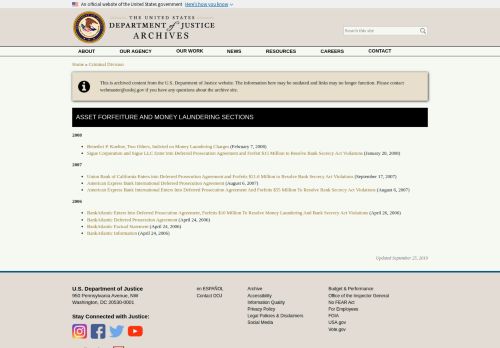 An official website of the United States government Here's how you know
THE UNITED STATES
DEPARTMENT of JUSTICE
ARCHIVES
Search this site
ABOUT OUR AGENCY OUR WORK NEWS RESOURCES CAREERS CONTACT
Home » Criminal Division
This is archived content from the U.S. Department of Justice website. The information here may be outdated and links may no longer function. Please contact
webmaster@usdoj.gov if you have any questions about the archive site.
ASSET FORFEITURE AND MONEY LAUNDERING SECTIONS
2008
Benedict P. Kuehne, Two Others, Indicted on Money Laundering Charges (February 7, 2008)
Sigue Corporation and Sigue LLC Enter Into Deferred Prosecution Agreement and Forfeit $15 Million to Resolve Bank Secrecy Act Violations (January 28, 2008)
2007
Union Bank of California Enters into Deferred Prosecution Agreement and Forfeits $21.6 Million to Resolve Bank Secrecy Act Violations (September 17, 2007)
American Express Bank International Deferred Prosecution Agreement (August 6, 2007)
American Express Bank International Enters Into Deferred Prosecution Agreement And Forfeits $55 Million To Resolve Bank Secrecy Act Violations (August 6, 2007)
2006
BankAtlantic Enters Into Deferred Prosecution Agreement, Forfeits $10 Million To Resolve Money Laundering And Bank Secrecy Act Violations (April 26, 2006)
BankAtlantic Deferred Prosecution Agreement (April 24, 2006)
BankAtlantic Factual Statement (April 24, 2006)
BankAtlantic Information (April 24, 2006)
Updated September 25, 2019
U.S. Department of Justice
950 Pennsylvania Avenue, NW
Washington, DC 20530-0001
Stay Connected with Justice:
en ESPAÑOL
Contact DOJ
Archive
Accessibility
Information Quality
Privacy Policy
Legal Policies & Disclaimers
Social Media
Budget & Performance
Office of the Inspector General
No FEAR Act
For Employees
FOIA
USA.gov
Vote.gov